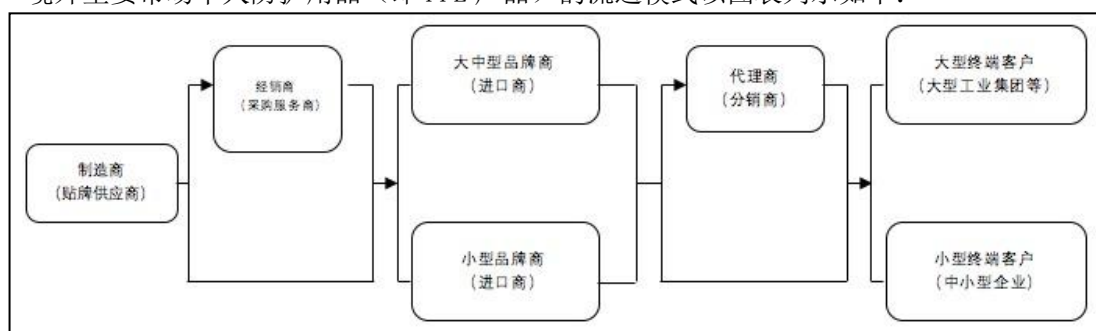 大中型品牌商
(进口商)
代理商
(分销商)
大型终端客户
(大型工业集团等)
经销商
(采购服务商)
制造商
(贴牌供应商)
小型品牌商
(进口商)
小型终端客户
(中小型企业)